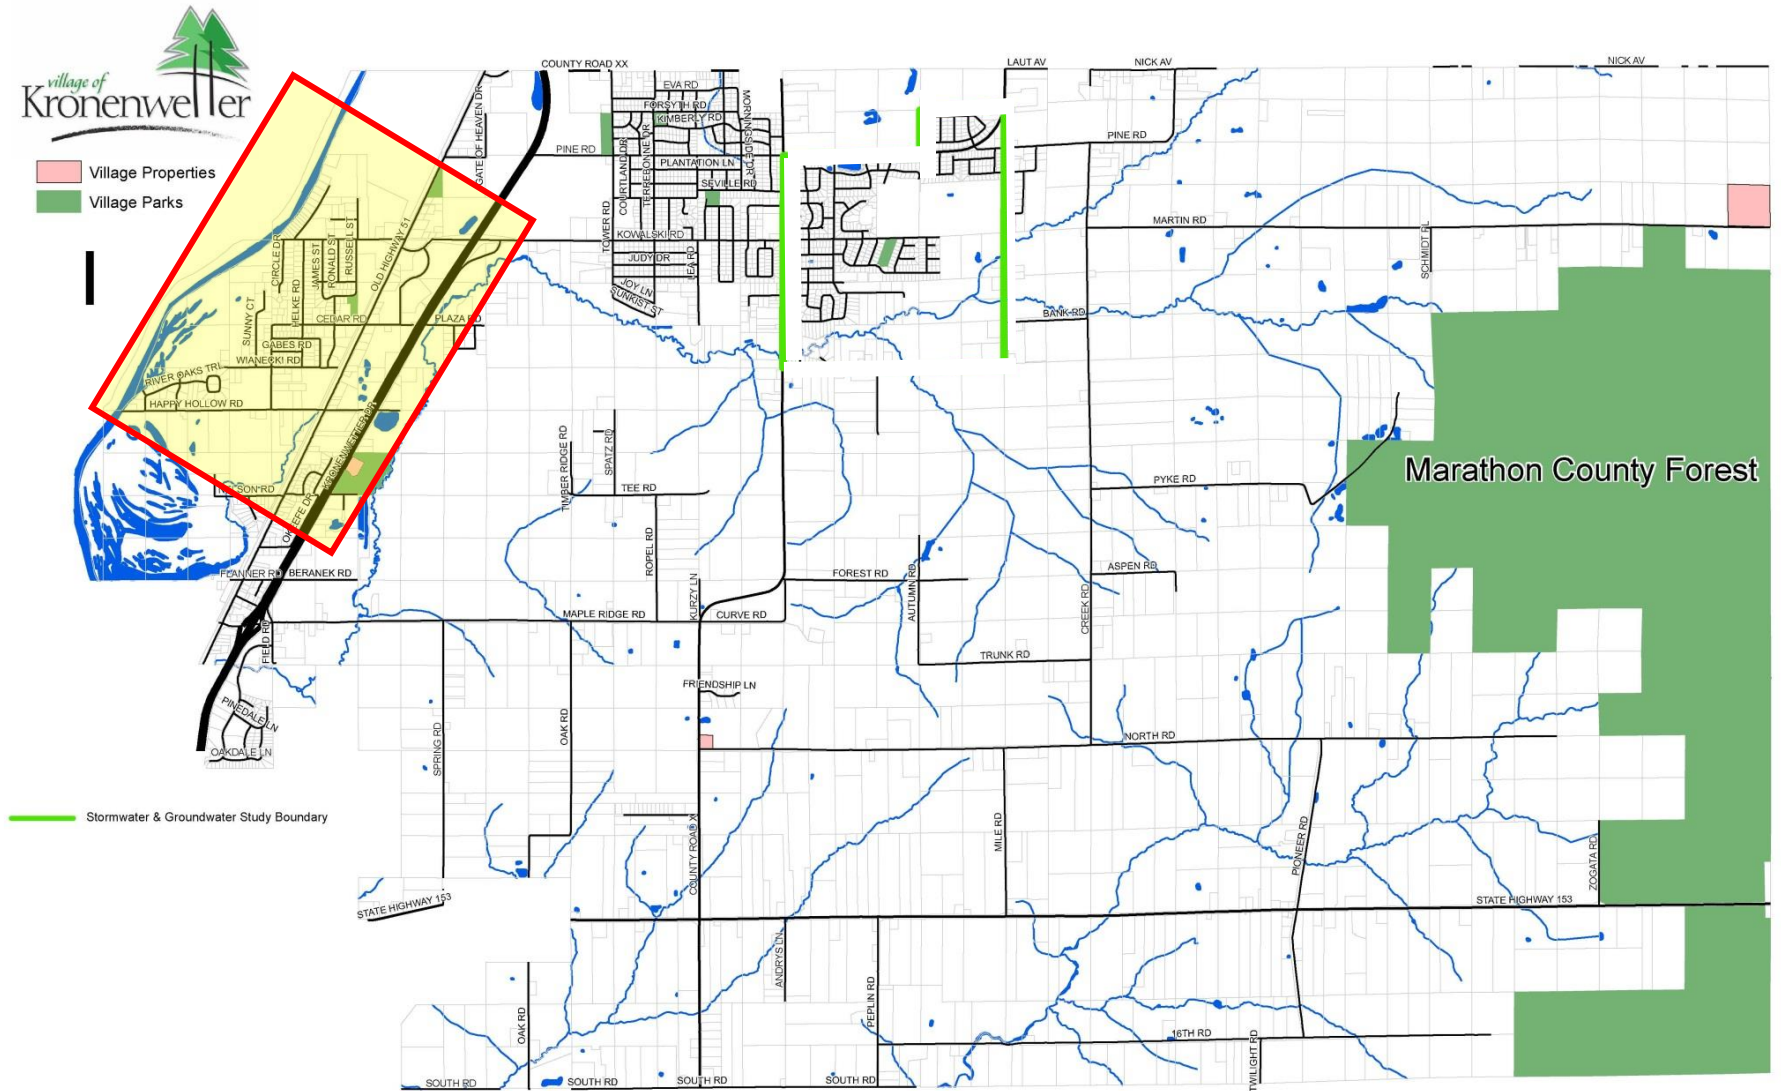 village of
Kronenwetter
Village Properties
Village Parks
COUNTY ROAD XX
LAUT AV
NICK AV
NICK AV
EVA RD
FORSYTH RD
KIMBERLY RD
MORNINGSIDE DR
GATE OF HEAVEN DR
PINE RD
PINE RD
COURTLAND DR
TERREBONNE DR
PLANTATION LN
SEVILLE RD
MARTIN RD
TOWER RD
KOWALSKI RD
JUDY DR
LEA RD
JOY LN
SUNKIST ST
SCHMIDT RL
OLD HIGHWAY 51
CIRCLE DR
JAMES ST
RONALD ST
RUSSELL ST
HELKE RD
SUNNY CT
CEDAR RD
PLAZA RD
BANK RD
GABES RD
WIANECKI RD
RIVER OAKS TRL
HAPPY HOLLOW RD
KRONENWETTER DR
TIMBER RIDGE RD
SPATZ RD
TEE RD
PYKE RD
Marathon County Forest
OKEEFE DR
ROPEL RD
FLANNER RD
BERANEK RD
KURZY LN
FOREST RD
AUTUMN RD
ASPEN RD
CREEK RD
MAPLE RIDGE RD
CURVE RD
FIELD RD
TRUNK RD
FRIENDSHIP LN
PINEDALE LN
OAKDALE LN
SPRING RD
OAK RD
NORTH RD
Stormwater & Groundwater Study Boundary
COUNTY ROAD X
MILE RD
PIONEER RD
ZOGATA RD
STATE HIGHWAY 153
STATE HIGHWAY 153
ANDRYS LN
PEPLIN RD
OAK RD
16TH RD
TWILIGHT RD
SOUTH RD
SOUTH RD
SOUTH RD
SOUTH RD